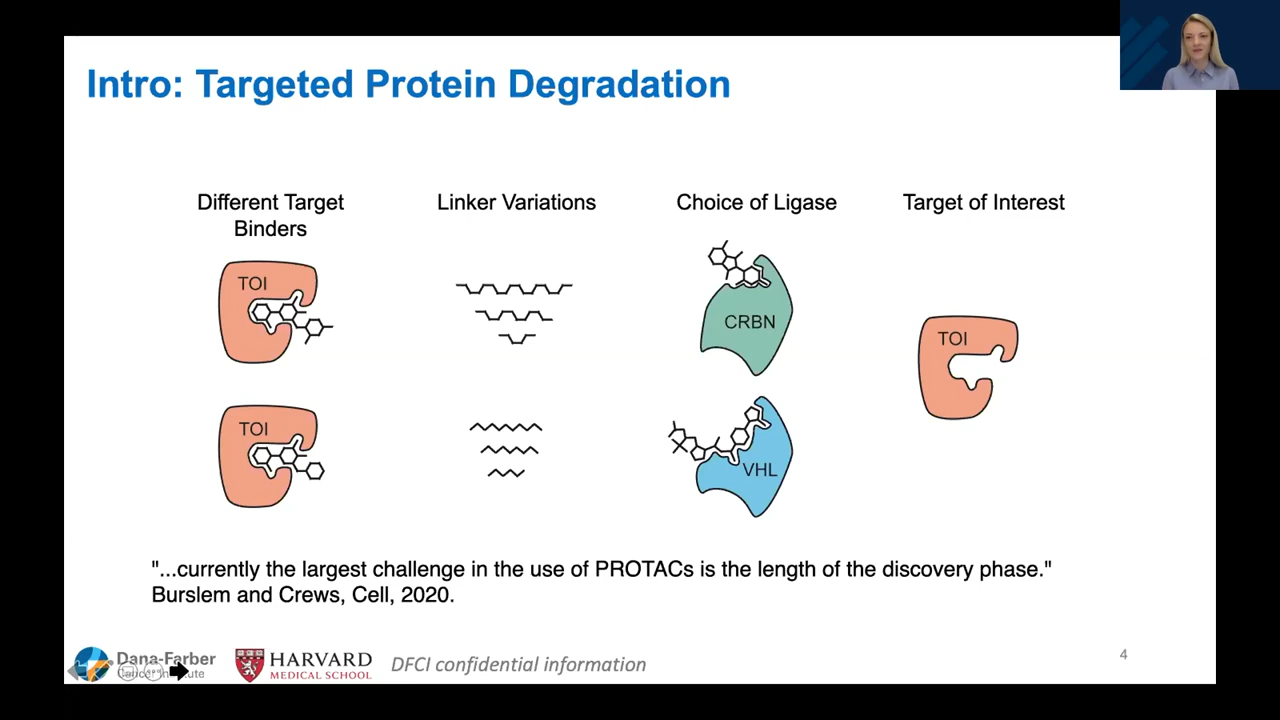 Intro: Targeted Protein Degradation
Different Target
Binders
Linker Variations
Choice of Ligase
Target of Interest
TOI
CRBN
TOI
TOI
VHL
"...currently the largest challenge in the use of PROTACs is the length of the discovery phase."
Burslem and Crews, Cell, 2020.
Dana-Farber
HARVARD
MEDICAL SCHOOL
DFCI confidential information
4